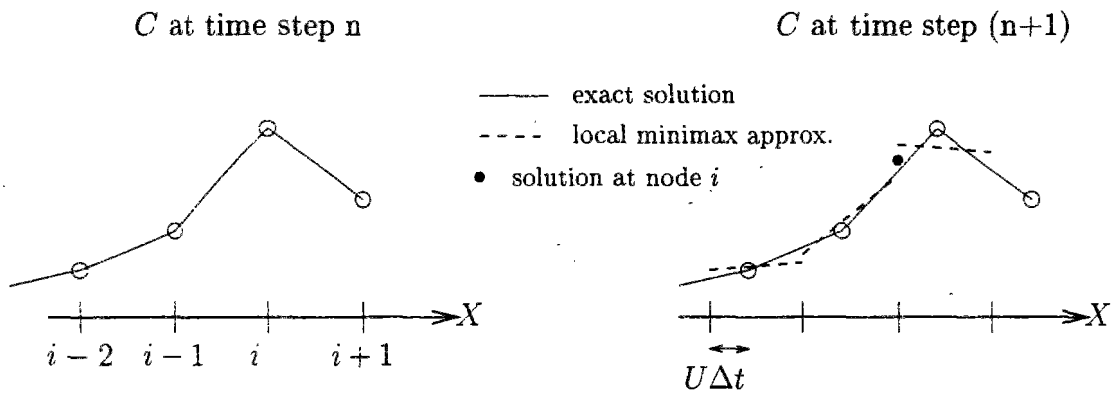 C at time step n
C at time step (n+1)
exact solution
local minimax approx.
solution at node i
X
i − 2 i − 1 i i + 1
X
UΔt